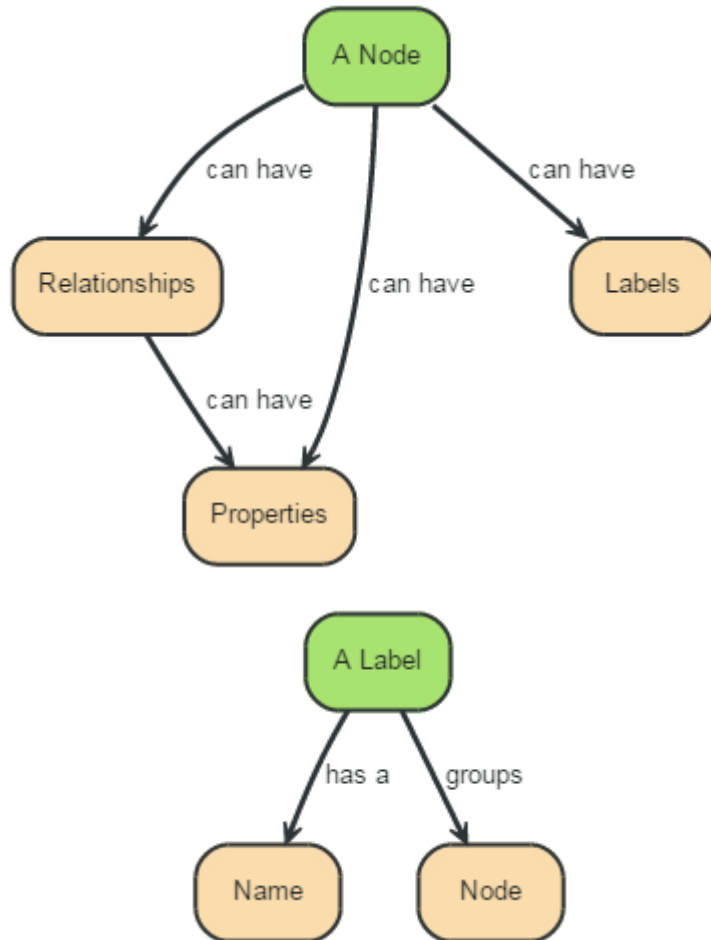 A Node
can have
can have
Relationships
can have
Labels
can have
Properties
A Label
has a
groups
Name
Node